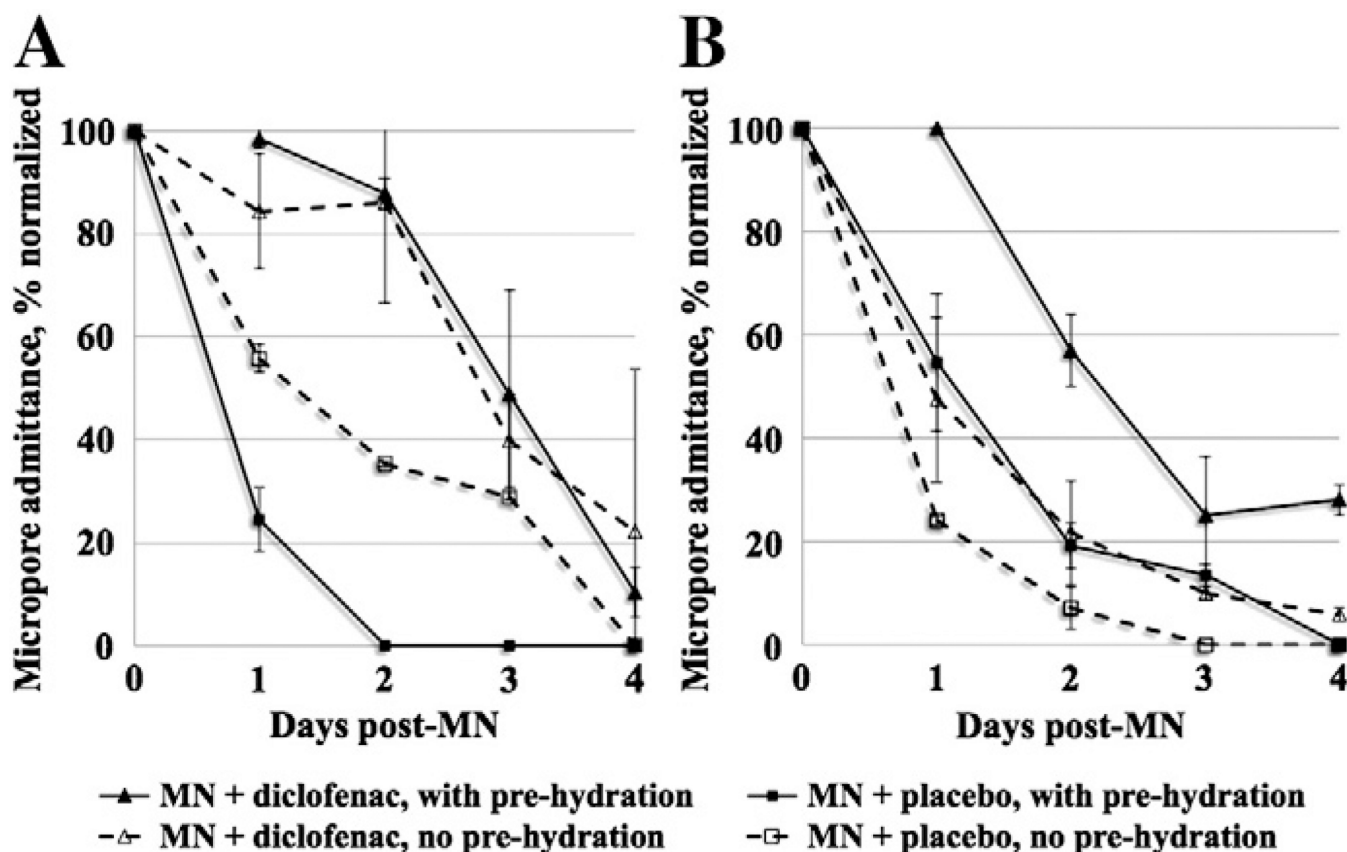 A
B
Micropore admittance, % normalized
100
80
60
40
20
0
0 1 2 3 4
Days post-MN
Micropore admittance, % normalized
100
80
60
40
20
0
0 1 2 3 4
Days post-MN
MN + diclofenac, with pre-hydration
MN + placebo, with pre-hydration
MN + diclofenac, no pre-hydration
MN + placebo, no pre-hydration